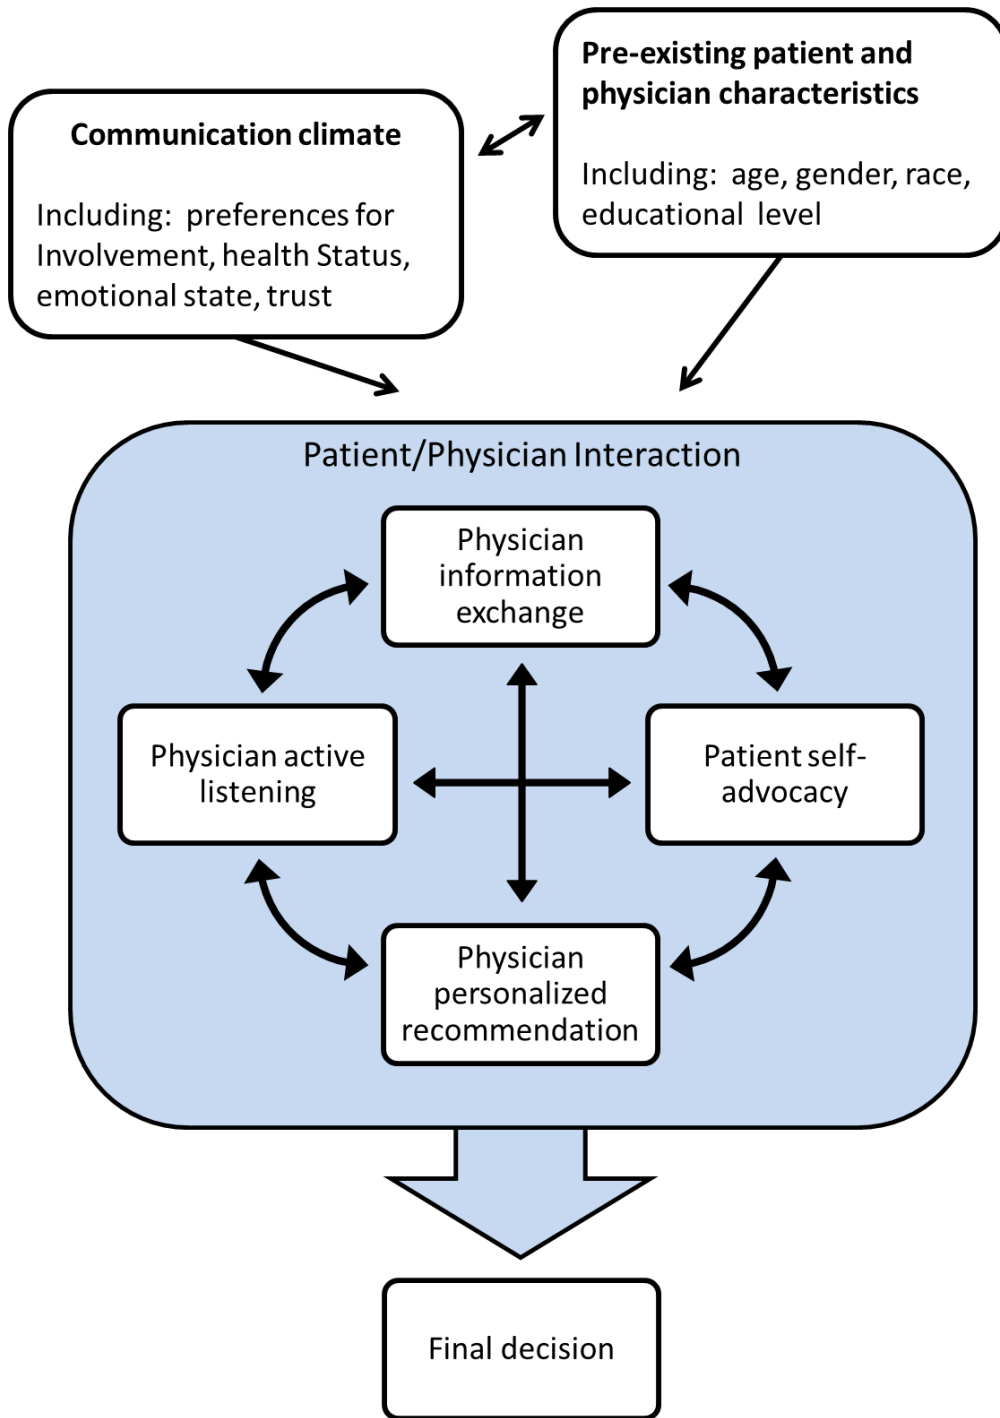 Pre-existing patient and
physician characteristics
Including:  age, gender, race,
educational  level
Communication climate
Including:  preferences for
Involvement, health Status,
emotional state, trust
Patient/Physician Interaction
Physician
information
exchange
Physician active
listening
Patient self-
advocacy
Physician
personalized
recommendation
Final decision